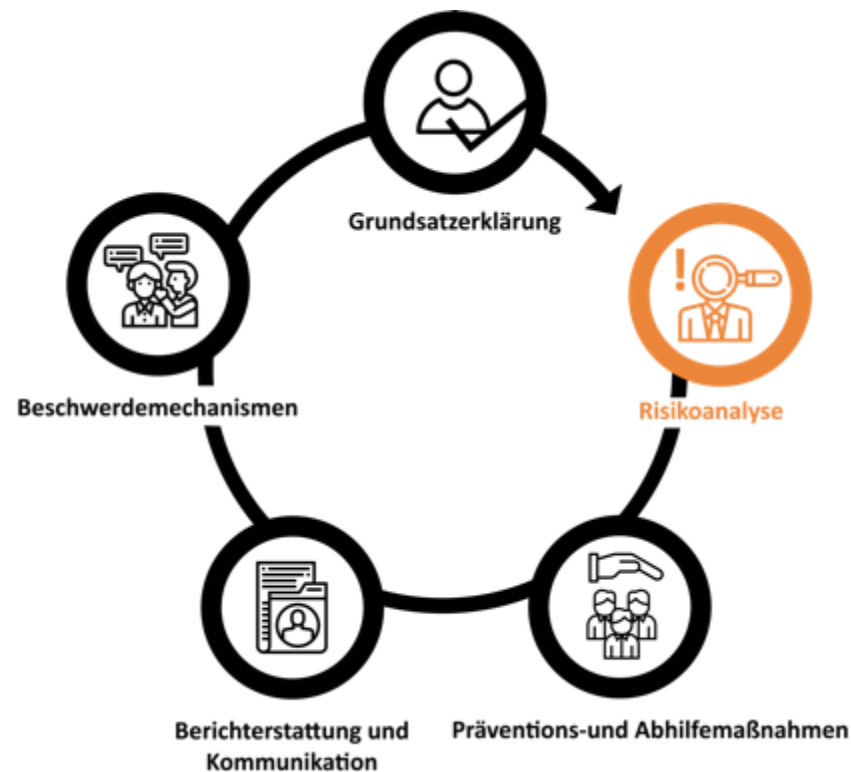 Grundsatzerklärung
Risikoanalyse
Präventions-und Abhilfemaßnahmen
Berichterstattung und
Kommunikation
Beschwerdemechanismen